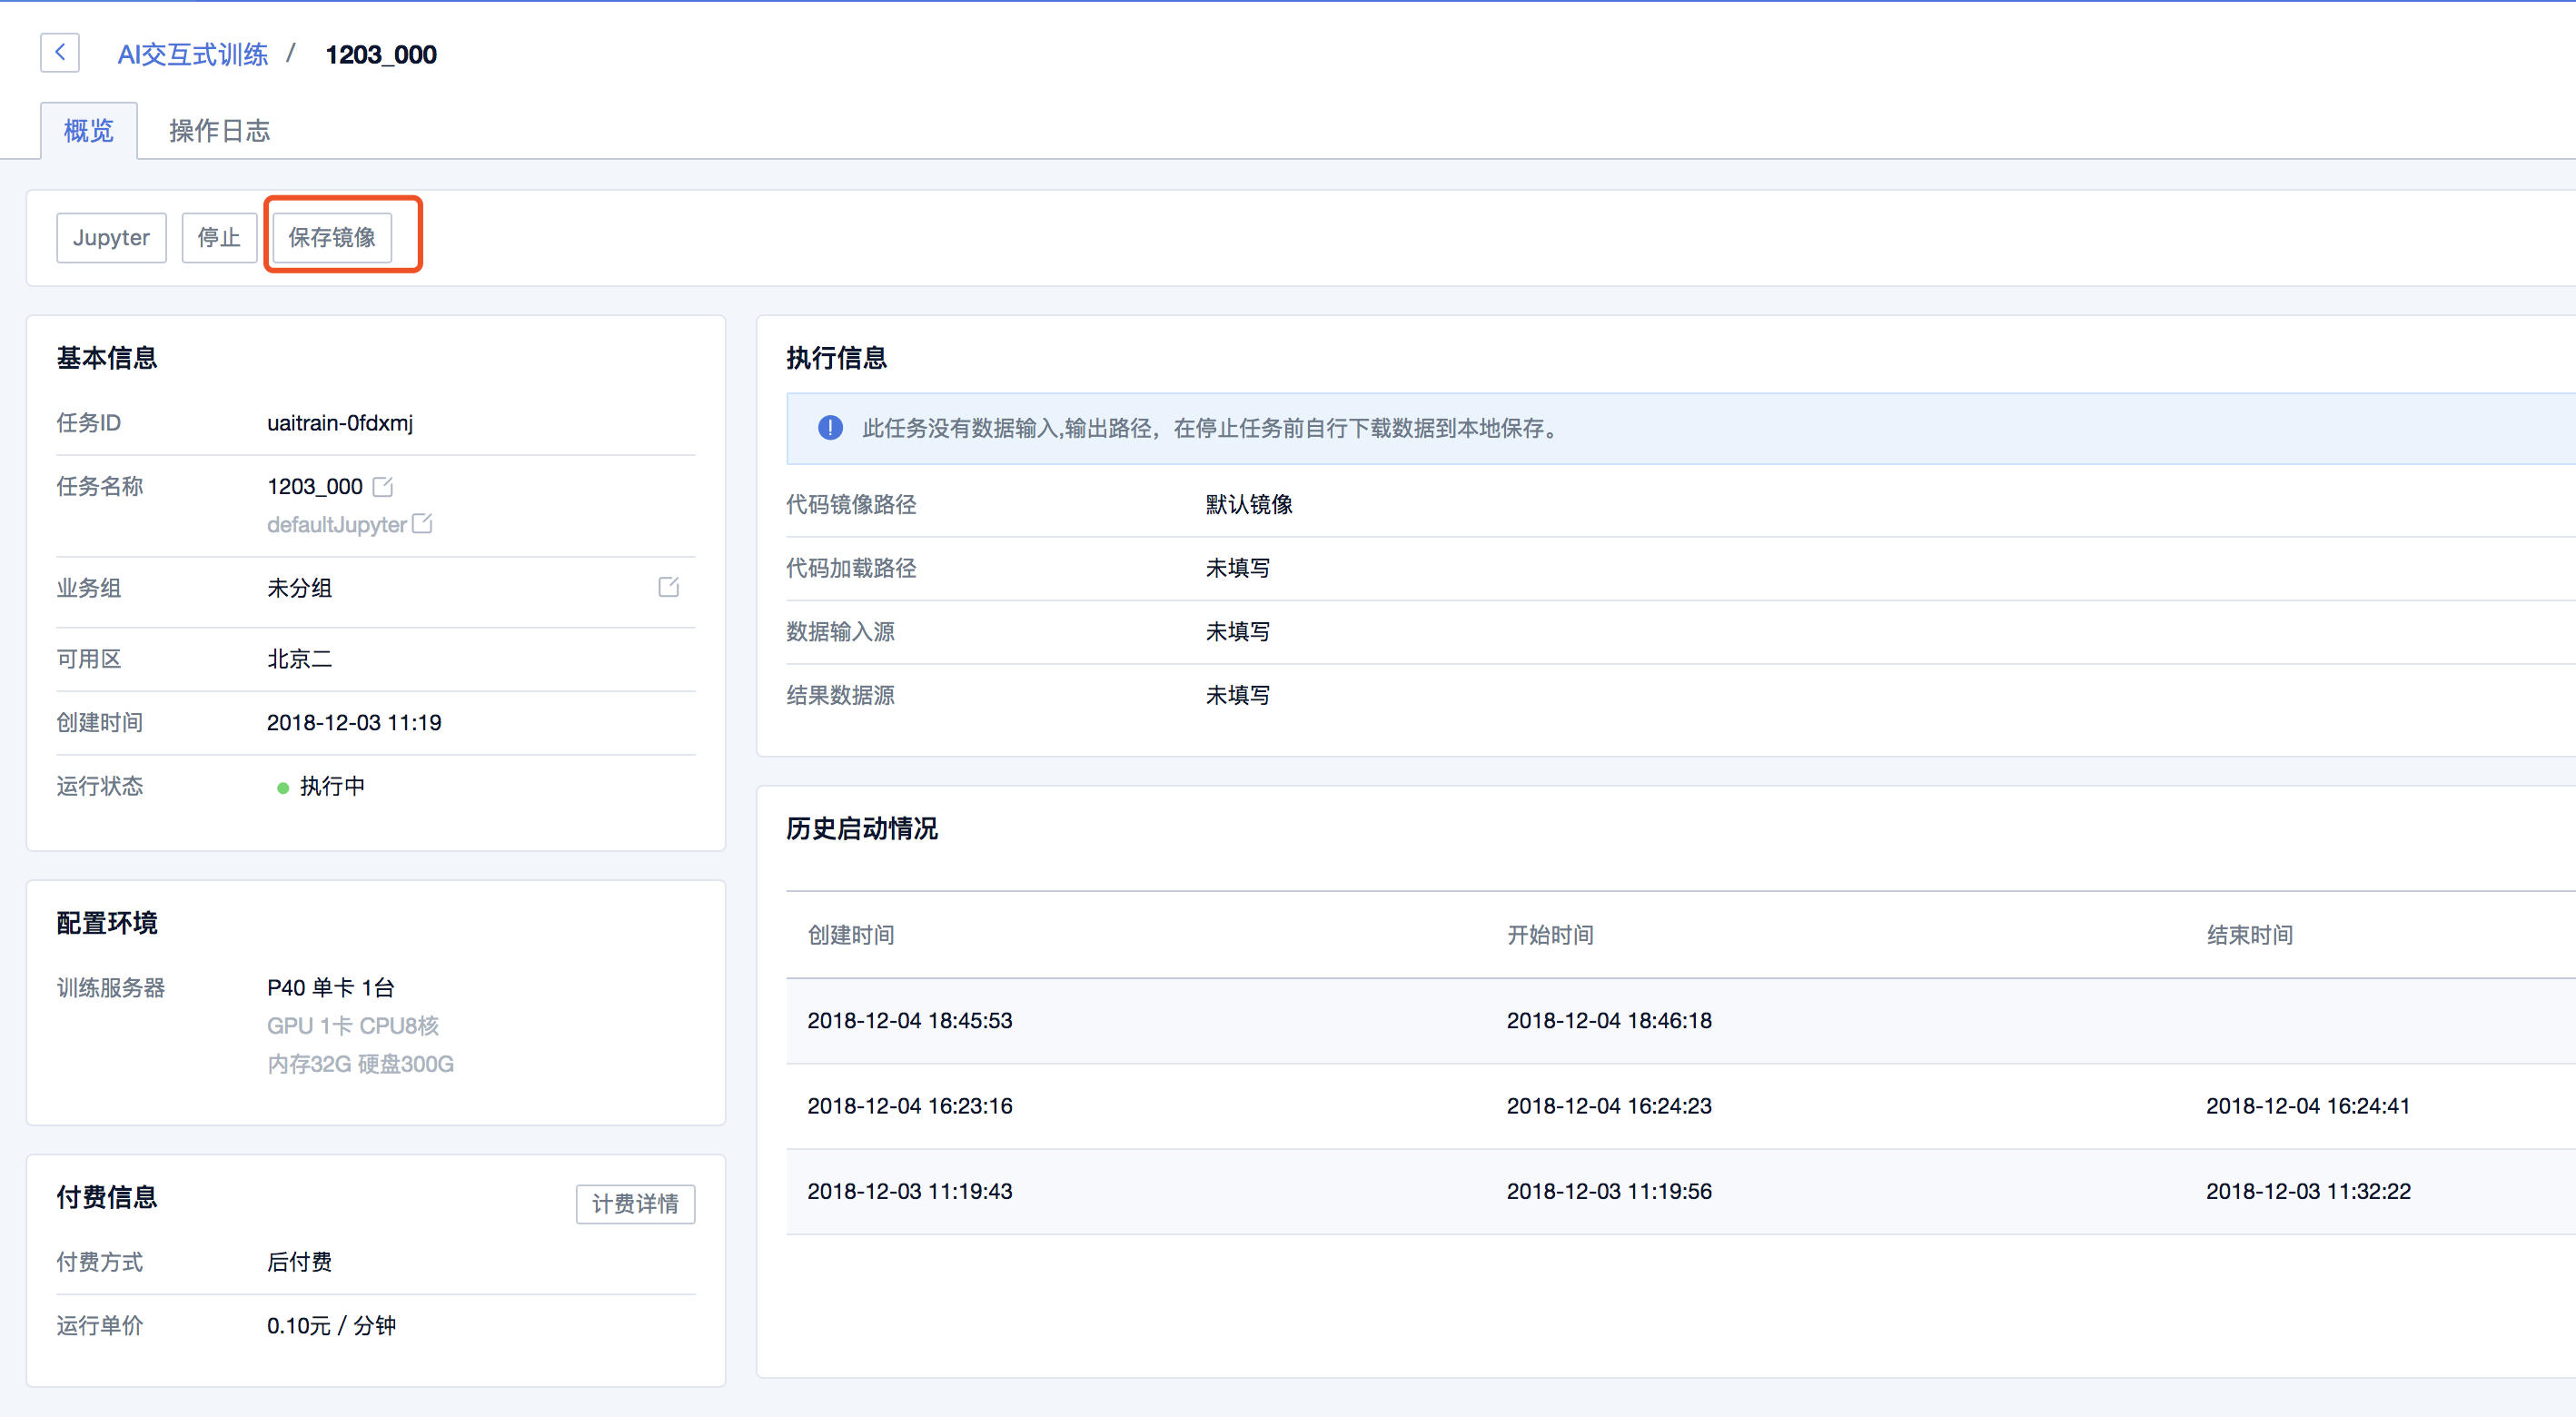 AI交互式训练 / 1203_000
概览 操作日志
Jupyter 停止 保存镜像
基本信息
任务ID uaitrain-0fdxmj
任务名称 1203_000
defaultJupyter
业务组 未分组
可用区 北京二
创建时间 2018-12-03 11:19
运行状态 执行中
配置环境
训练服务器 P40 单卡 1台
GPU 1卡 CPU8核
内存32G 硬盘300G
付费信息 计费详情
付费方式 后付费
运行单价 0.10元 / 分钟
执行信息
此任务没有数据输入,输出路径，在停止任务前自行下载数据到本地保存。
代码镜像路径 默认镜像
代码加载路径 未填写
数据输入源 未填写
结果数据源 未填写
历史启动情况
创建时间 开始时间 结束时间
2018-12-04 18:45:53 2018-12-04 18:46:18
2018-12-04 16:23:16 2018-12-04 16:24:23 2018-12-04 16:24:41
2018-12-03 11:19:43 2018-12-03 11:19:56 2018-12-03 11:32:22